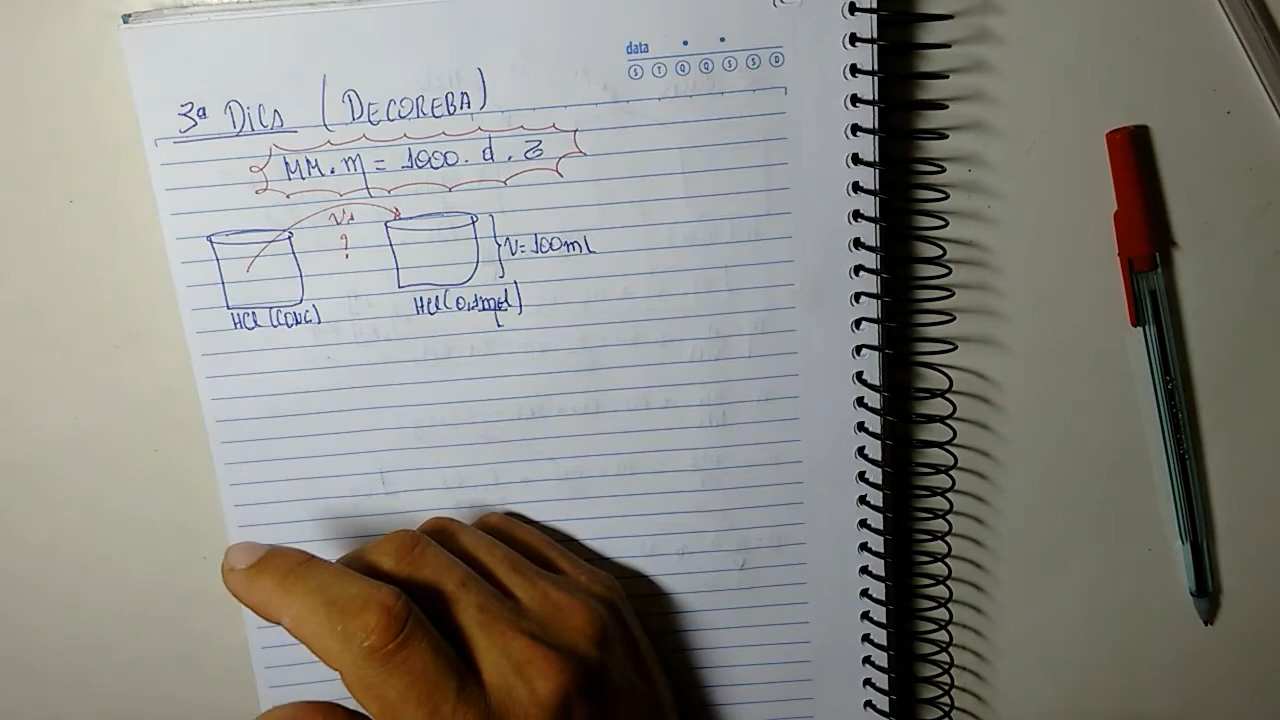 data
S T Q Q S S D
3ª DICA (DECOREBA)
MM.m = 1000.d.τ
V₁
?
V=100mL
HCl (CONC)
HCl (0,1mol)